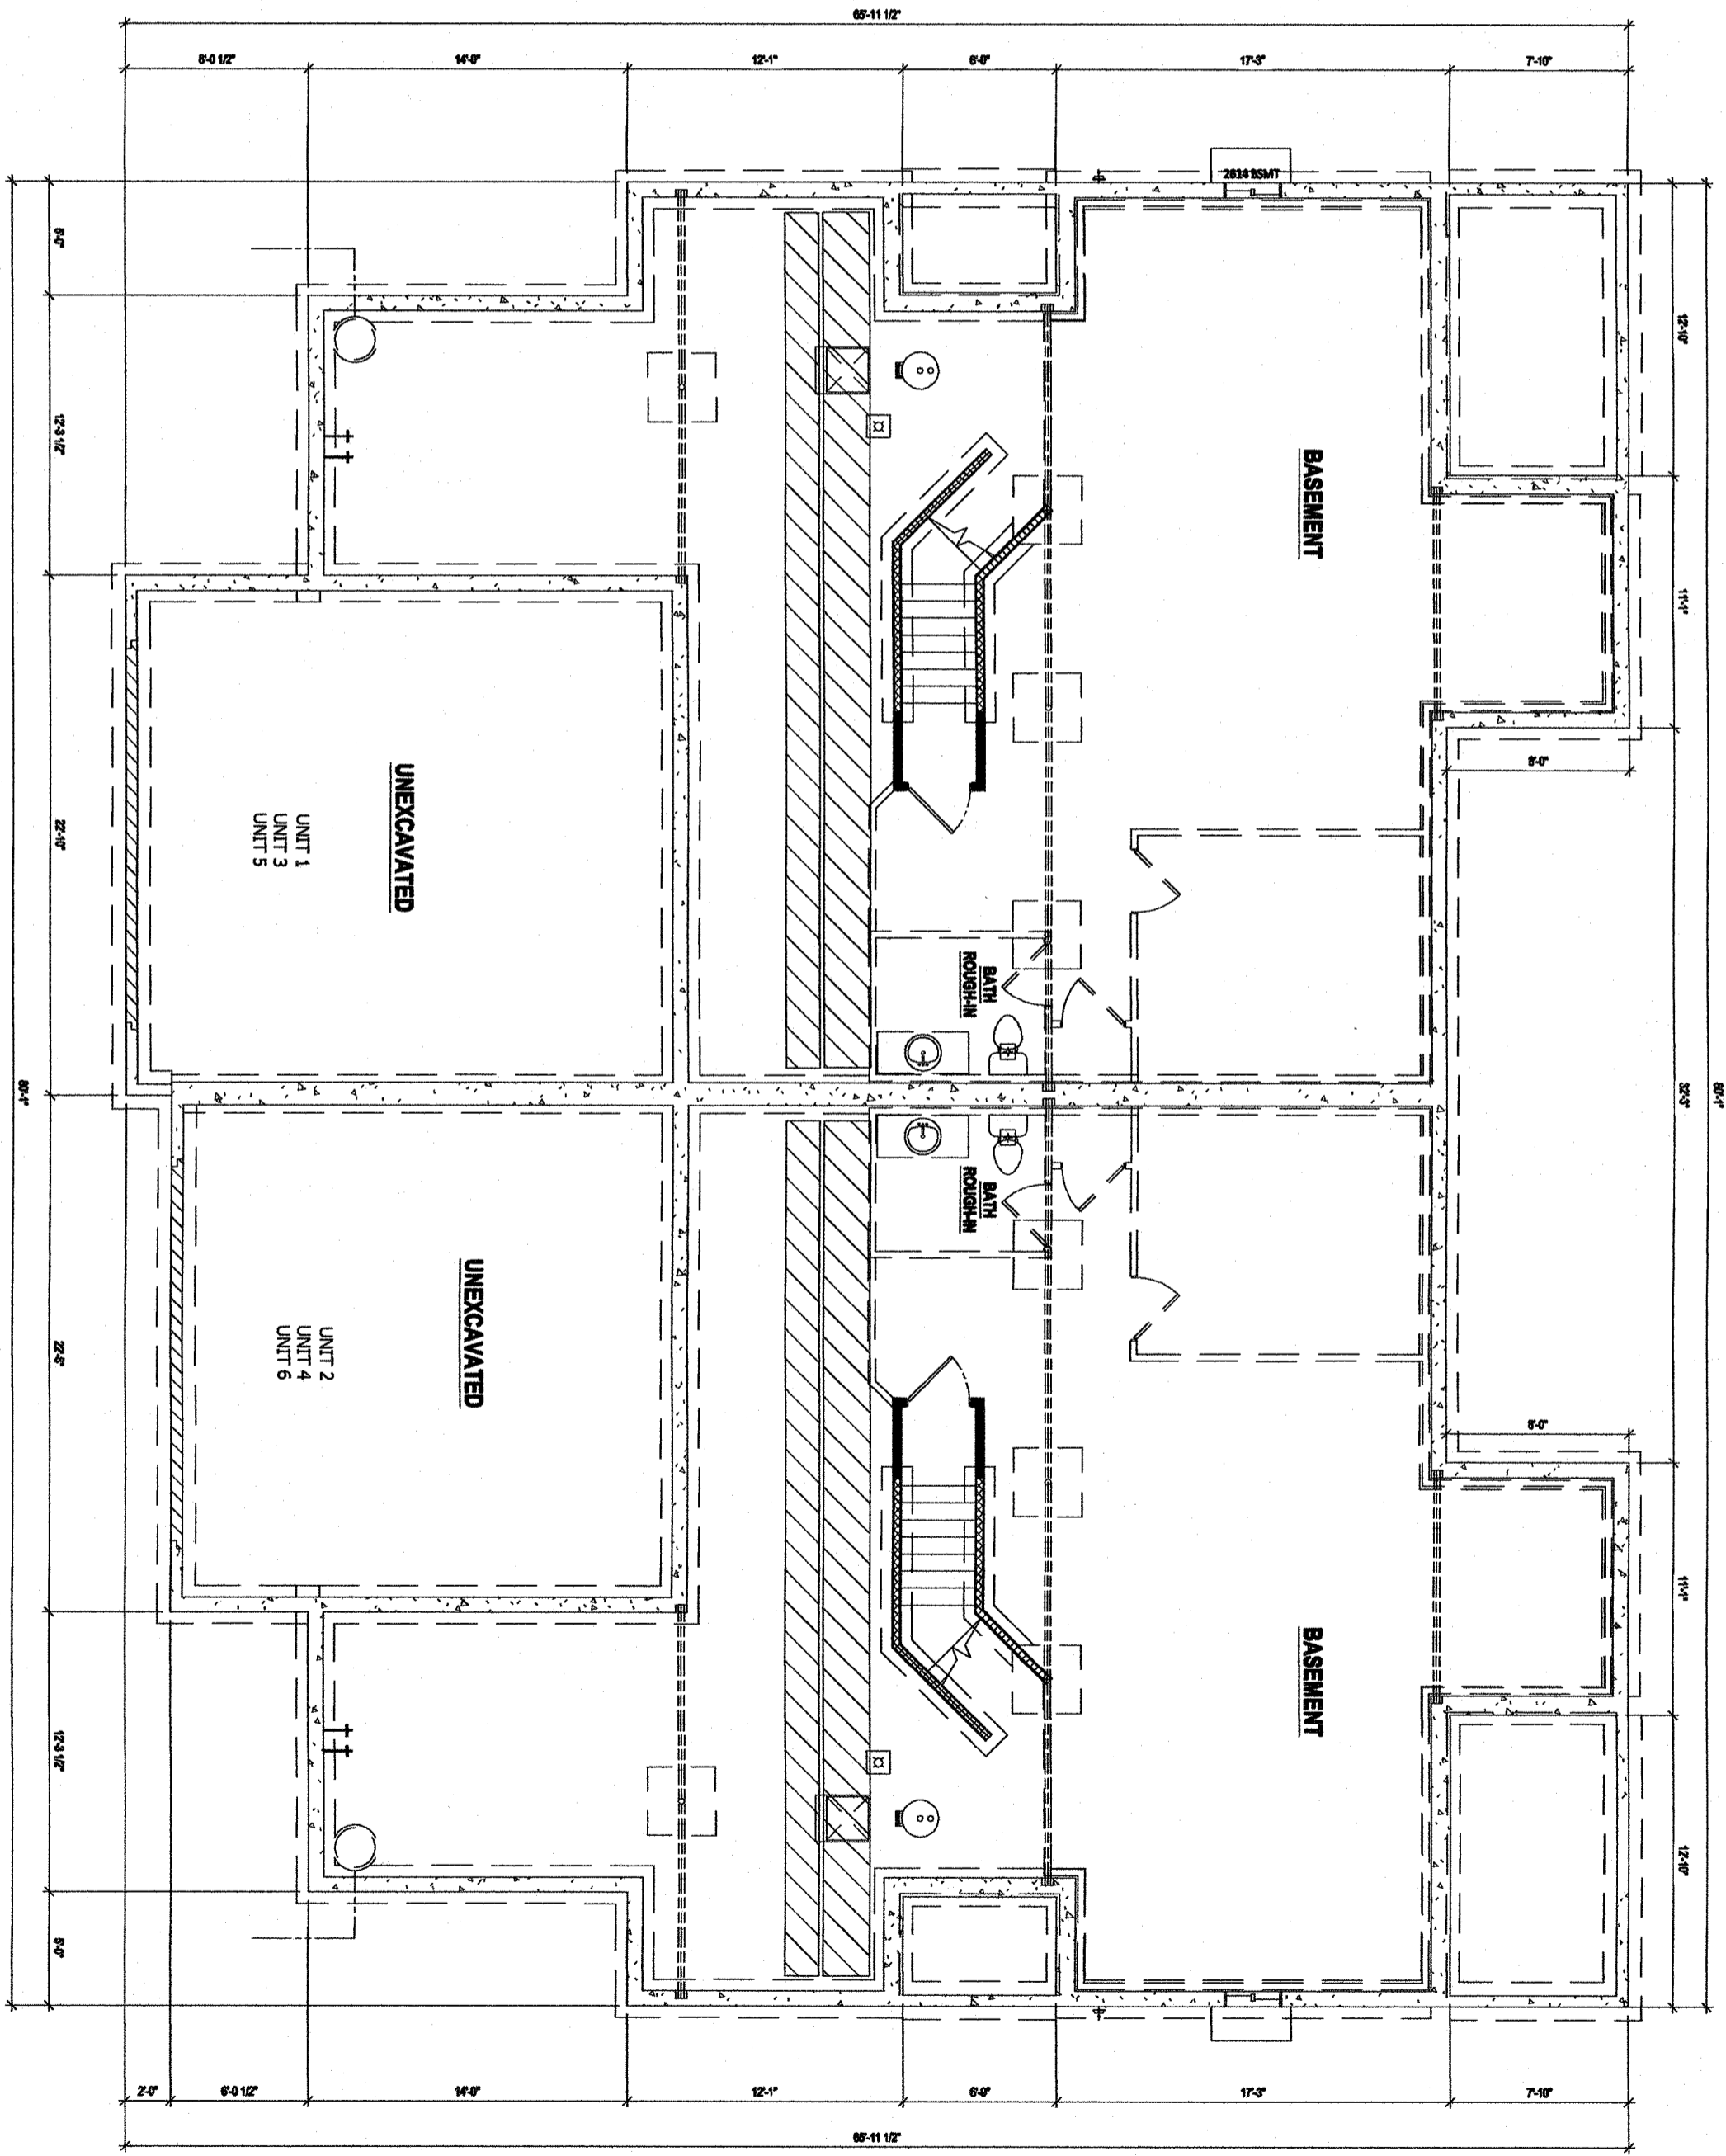 65'-11 1/2"
8'-0 1/2"
14'-0"
12'-1"
17'-3"
7'-10"
2614 BSMT
5'-0"
12'-3 1/2"
22'-10"
22'-8"
12'-3 1/2"
5'-0"
80'-1"
12'-10"
11'-1"
32'-3"
11'-1"
12'-10"
80'-1"
8'-0"
8'-0"
BASEMENT
BATH
ROUGH-IN
UNEXCAVATED
UNIT 1
UNIT 3
UNIT 5
BATH
ROUGH-IN
UNEXCAVATED
UNIT 2
UNIT 4
UNIT 6
BASEMENT
2'-0"
6'-0 1/2"
14'-0"
12'-1"
6'-9"
17'-3"
7'-10"
65'-11 1/2"